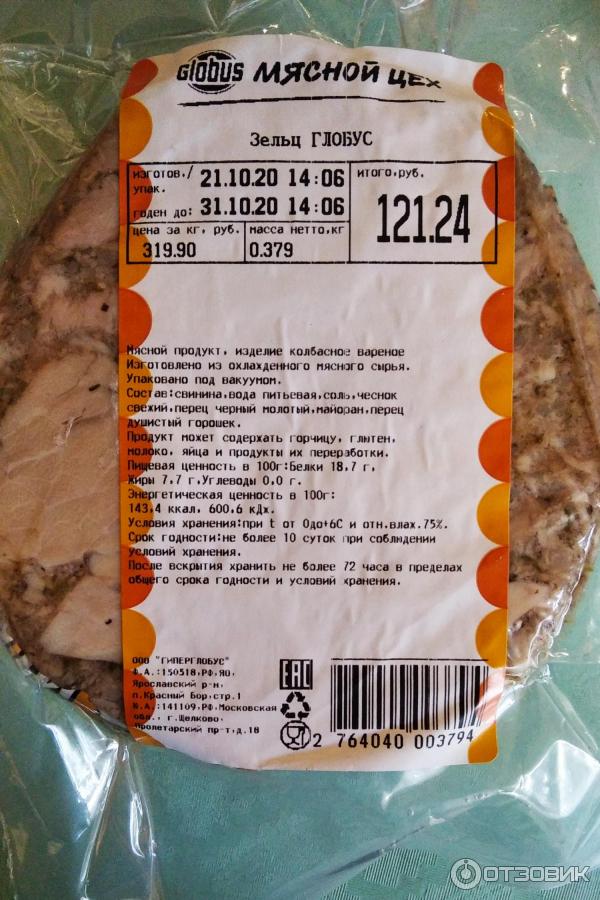 Globus мясной цех
Зельц ГЛОБУС
изготов./
упак.
21.10.20 14:06
годен до: 31.10.20 14:06
итого,руб.
121.24
цена за кг, руб.
319.90
масса нетто,кг
0.379
Мясной продукт, изделие колбасное вареное
Изготовлено из охлажденного мясного сырья.
Упаковано под вакуумом.
Состав:свинина,вода питьевая,соль,чеснок
свежий,перец черный молотый,майоран,перец
душистый горошек.
Продукт может содержать горчицу, глютен,
молоко, яйца и продукты их переработки.
Пищевая ценность в 100г:Белки 18,7 г,
Жиры 7,7 г,Углеводы 0,0 г.
Энергетическая ценность в 100г:
143,4 ккал, 600,6 кДж.
Условия хранения:при t от 0до+6С и отн.влах.75%.
Срок годности:не более 10 суток при соблюдении
условий хранения.
После вскрытия хранить не более 72 часа в пределах
общего срока годности и условий хранения.
ООО "ГИПЕРГЛОБУС"
Ф.А.:150518,РФ,ЯО,
Ярославский р-н,
п.Красный Бор,стр.1
Ю.А.:141109,РФ,Московская
обл., г.Щелково,
Пролетарский пр-т,д.18
EAC
2 764040 003794
ОТЗОВИК